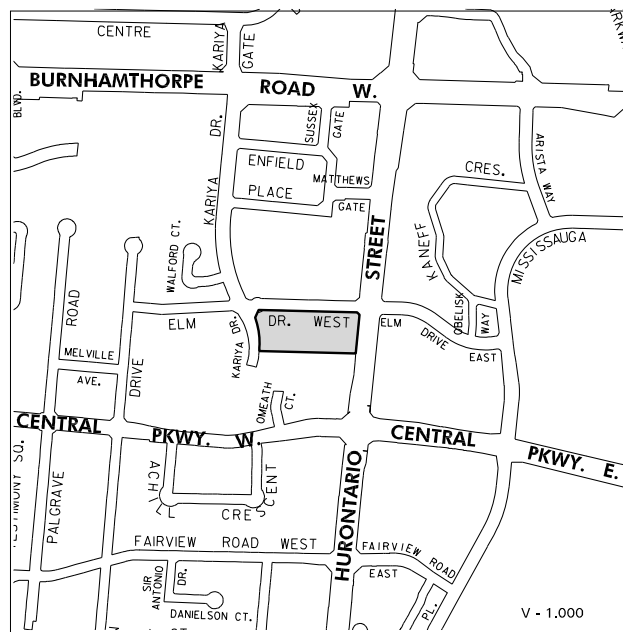 CENTRE
KARIYA
GATE
BURNHAMTHORPE ROAD W.
BLVD.
DR.
SUSSEX
GATE
ENFIELD
PLACE
MATTHEWS
GATE
KARIYA
CRES.
ARISTA WAY
STREET
KANEFF
MISSISSAUGA
WALFORD CT.
ROAD
ELM
DR. WEST
KARIYA DR.
ELM
DRIVE
EAST
OBELISK
WAY
MELVILLE
AVE.
DRIVE
OMEATH
CT.
CENTRAL PKWY. W.
CENTRAL PKWY. E.
HURONTARIO
PALGRAVE
CRESCENT
FAIRVIEW ROAD WEST
FAIRVIEW ROAD
EAST
SIR
ANTONIO
DR.
DANIELSON CT.
PL.
V - 1.000